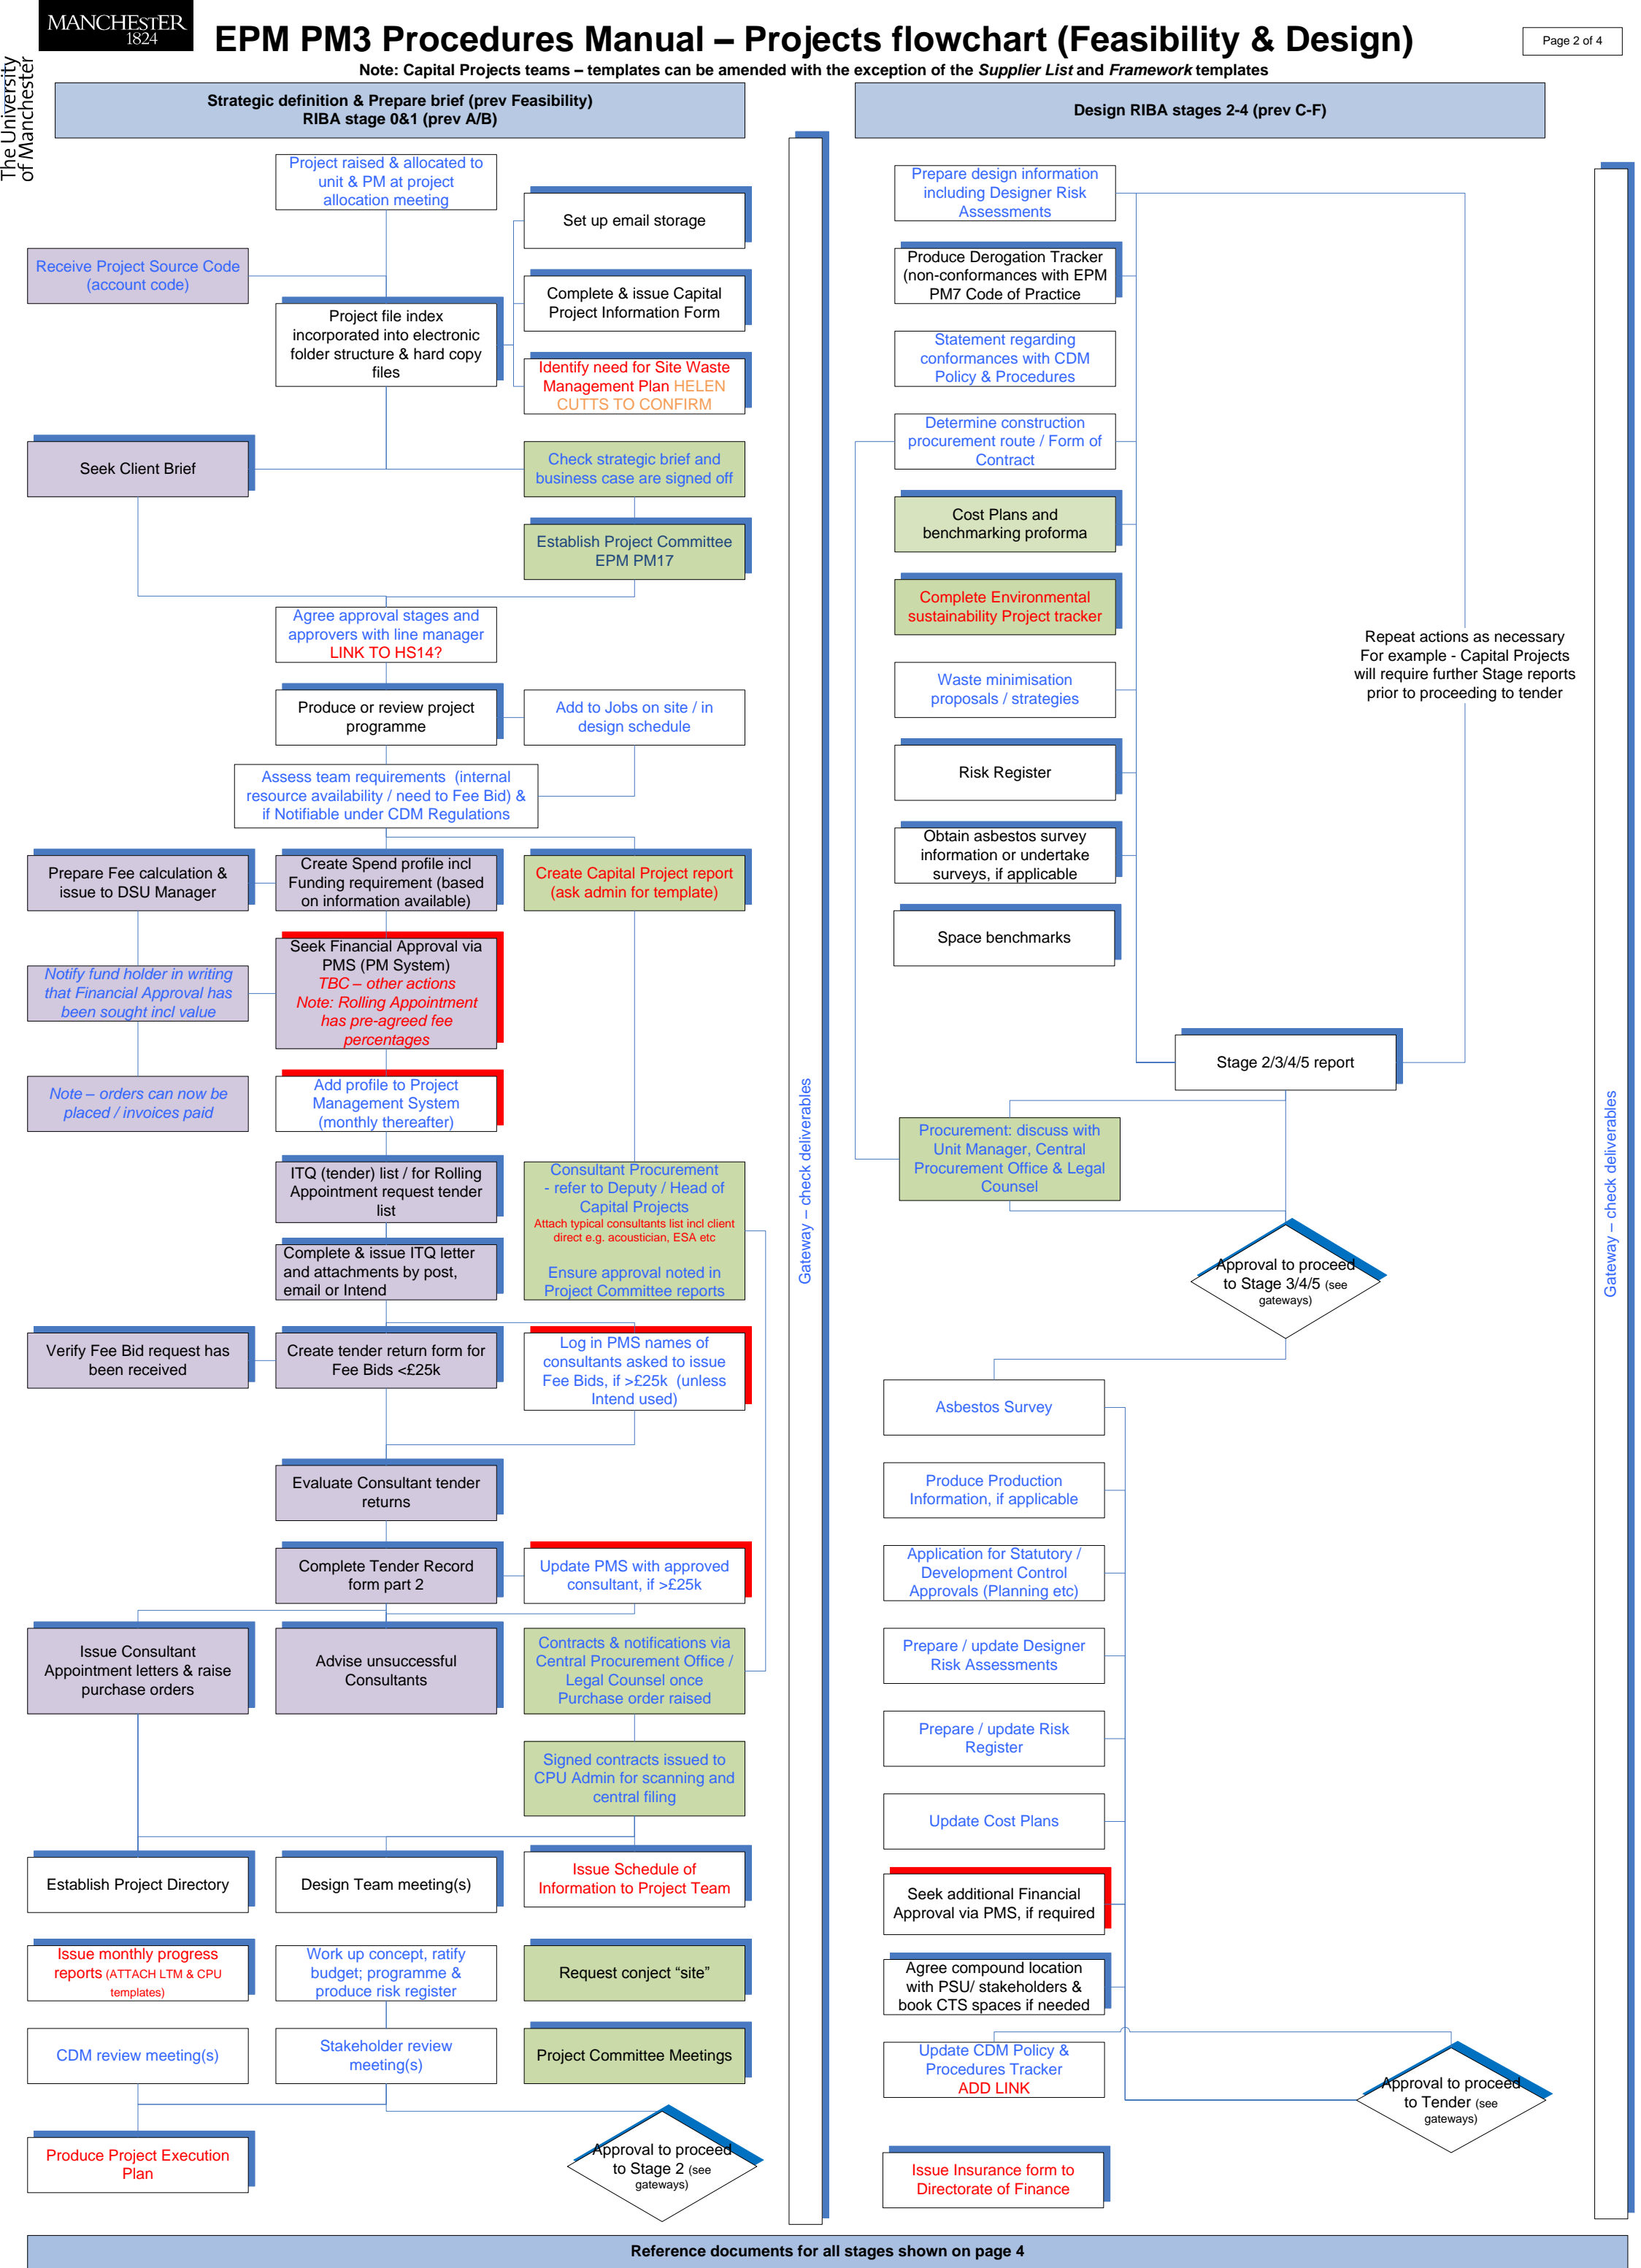 MANCHESTER
1824
The University
of Manchester
EPM PM3 Procedures Manual – Projects flowchart (Feasibility & Design)
Page 2 of 4
Note: Capital Projects teams – templates can be amended with the exception of the Supplier List and Framework templates
Strategic definition & Prepare brief (prev Feasibility)
RIBA stage 0&1 (prev A/B)
Project raised & allocated to
unit & PM at project
allocation meeting
Set up email storage
Receive Project Source Code
(account code)
Complete & issue Capital
Project Information Form
Project file index
incorporated into electronic
folder structure & hard copy
files
Identify need for Site Waste
Management Plan HELEN
CUTTS TO CONFIRM
Seek Client Brief
Check strategic brief and
business case are signed off
Establish Project Committee
EPM PM17
Agree approval stages and
approvers with line manager
LINK TO HS14?
Produce or review project
programme
Add to Jobs on site / in
design schedule
Assess team requirements (internal
resource availability / need to Fee Bid) &
if Notifiable under CDM Regulations
Prepare Fee calculation &
issue to DSU Manager
Create Spend profile incl
Funding requirement (based
on information available)
Create Capital Project report
(ask admin for template)
Notify fund holder in writing
that Financial Approval has
been sought incl value
Seek Financial Approval via
PMS (PM System)
TBC – other actions
Note: Rolling Appointment
has pre-agreed fee
percentages
Note – orders can now be
placed / invoices paid
Add profile to Project
Management System
(monthly thereafter)
ITQ (tender) list / for Rolling
Appointment request tender
list
Consultant Procurement
- refer to Deputy / Head of
Capital Projects
Attach typical consultants list incl client
direct e.g. acoustician, ESA etc
Ensure approval noted in
Project Committee reports
Complete & issue ITQ letter
and attachments by post,
email or Intend
Verify Fee Bid request has
been received
Create tender return form for
Fee Bids <£25k
Log in PMS names of
consultants asked to issue
Fee Bids, if >£25k (unless
Intend used)
Evaluate Consultant tender
returns
Complete Tender Record
form part 2
Update PMS with approved
consultant, if >£25k
Issue Consultant
Appointment letters & raise
purchase orders
Advise unsuccessful
Consultants
Contracts & notifications via
Central Procurement Office /
Legal Counsel once
Purchase order raised
Signed contracts issued to
CPU Admin for scanning and
central filing
Establish Project Directory
Design Team meeting(s)
Issue Schedule of
Information to Project Team
Issue monthly progress
reports (ATTACH LTM & CPU
templates)
Work up concept, ratify
budget; programme &
produce risk register
Request conject “site”
CDM review meeting(s)
Stakeholder review
meeting(s)
Project Committee Meetings
Produce Project Execution
Plan
Approval to proceed
to Stage 2 (see
gateways)
Gateway – check deliverables
Design RIBA stages 2-4 (prev C-F)
Prepare design information
including Designer Risk
Assessments
Produce Derogation Tracker
(non-conformances with EPM
PM7 Code of Practice
Statement regarding
conformances with CDM
Policy & Procedures
Determine construction
procurement route / Form of
Contract
Cost Plans and
benchmarking proforma
Complete Environmental
sustainability Project tracker
Repeat actions as necessary
For example - Capital Projects
will require further Stage reports
prior to proceeding to tender
Waste minimisation
proposals / strategies
Risk Register
Obtain asbestos survey
information or undertake
surveys, if applicable
Space benchmarks
Stage 2/3/4/5 report
Procurement: discuss with
Unit Manager, Central
Procurement Office & Legal
Counsel
Approval to proceed
to Stage 3/4/5 (see
gateways)
Asbestos Survey
Produce Production
Information, if applicable
Application for Statutory /
Development Control
Approvals (Planning etc)
Prepare / update Designer
Risk Assessments
Prepare / update Risk
Register
Update Cost Plans
Seek additional Financial
Approval via PMS, if required
Agree compound location
with PSU/ stakeholders &
book CTS spaces if needed
Update CDM Policy &
Procedures Tracker
ADD LINK
Approval to proceed
to Tender (see
gateways)
Issue Insurance form to
Directorate of Finance
Gateway – check deliverables
Reference documents for all stages shown on page 4